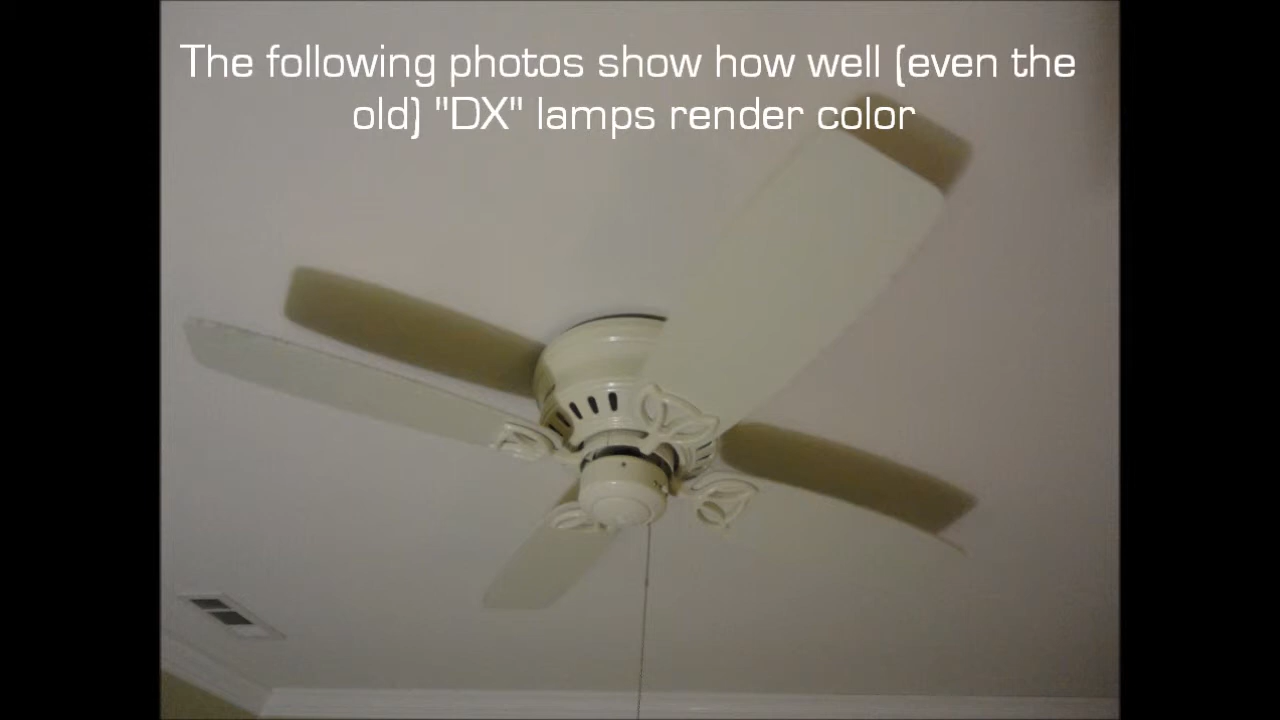 The following photos show how well (even the
old) "DX" lamps render color